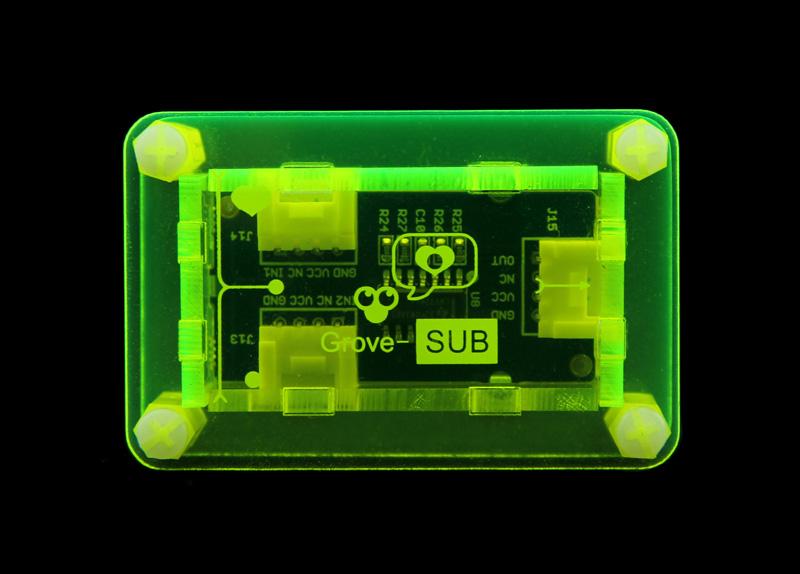 R24
R27
C10
R26
R25
J15
J14
GND VCC NC IN1
IN2 NC VCC GND
J13
OUT
NC
VCC
GND
U8
Grove- SUB